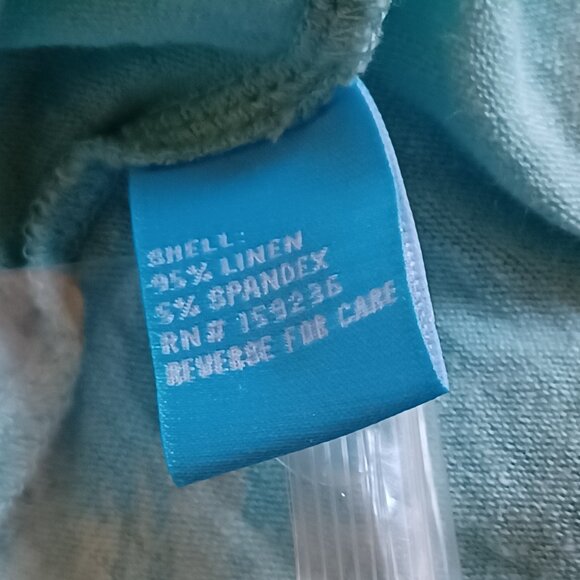 SHELL:
95% LINEN
5% SPANDEX
RN# 159236
REVERSE FOR CARE